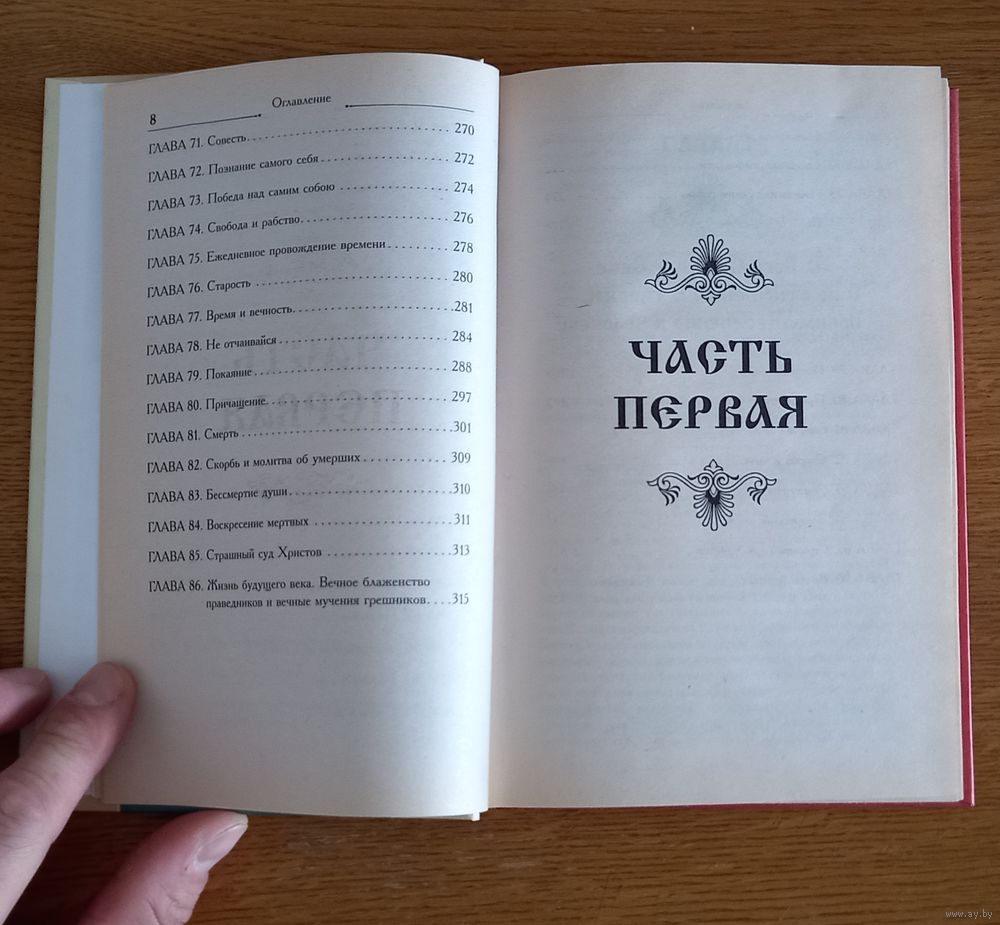 8 Оглавление
ГЛАВА 71. Совесть. . . . . . . . . . . . . . . . . . . . . . . . . . . . . 270
ГЛАВА 72. Познание самого себя . . . . . . . . . . . . . . . . . . 272
ГЛАВА 73. Победа над самим собою . . . . . . . . . . . . . . . 274
ГЛАВА 74. Свобода и рабство. . . . . . . . . . . . . . . . . . . . . 276
ГЛАВА 75. Ежедневное провождение времени . . . . . . . . . 278
ГЛАВА 76. Старость . . . . . . . . . . . . . . . . . . . . . . . . . . . 280
ГЛАВА 77. Время и вечность. . . . . . . . . . . . . . . . . . . . . .281
ГЛАВА 78. Не отчаивайся . . . . . . . . . . . . . . . . . . . . . . . 284
ГЛАВА 79. Покаяние . . . . . . . . . . . . . . . . . . . . . . . . . . 288
ГЛАВА 80. Причащение. . . . . . . . . . . . . . . . . . . . . . . . . 297
ГЛАВА 81. Смерть . . . . . . . . . . . . . . . . . . . . . . . . . . . .301
ГЛАВА 82. Скорбь и молитва об умерших . . . . . . . . . . . . 309
ГЛАВА 83. Бессмертие души . . . . . . . . . . . . . . . . . . . . . .310
ГЛАВА 84. Воскресение мертвых . . . . . . . . . . . . . . . . . . .311
ГЛАВА 85. Страшный суд Христов . . . . . . . . . . . . . . . . .313
ГЛАВА 86. Жизнь будущего века. Вечное блаженство
праведников и вечные мучения грешников. . . .315
ЧАСТЬ
ПЕРВАЯ
www.ay.by